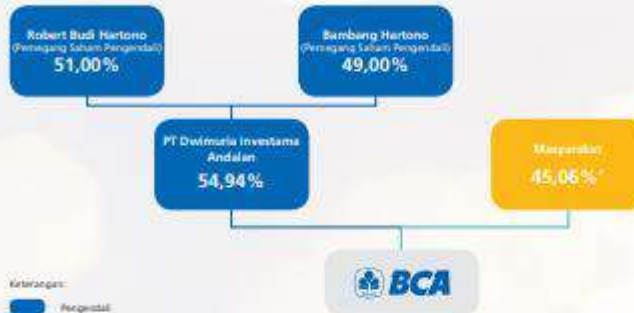 Robert Budi Hartono
(Pemegang Saham Pengendali)
51,00%
Bambang Hartono
(Pemegang Saham Pengendali)
49,00%
PT Dwimuria Investama
Andalan
54,94%
Masyarakat
45,06%*
BCA
Keterangan:
Pengendali